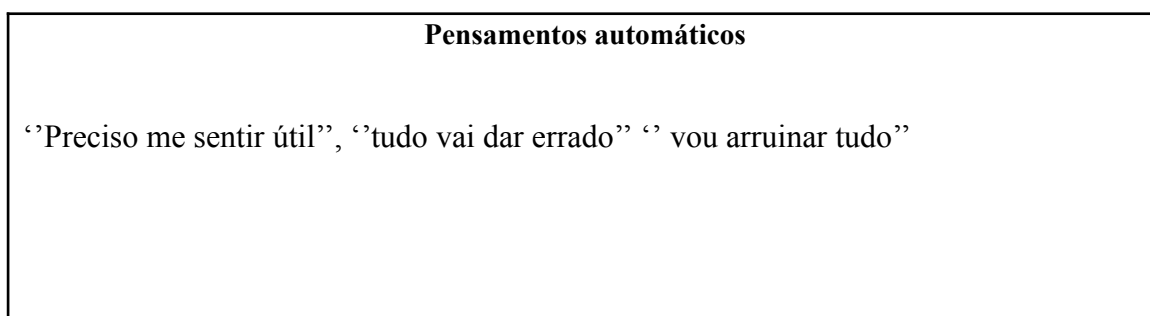 Pensamentos automáticos
‘’Preciso me sentir útil’’, ‘’tudo vai dar errado’’ ‘’ vou arruinar tudo’’